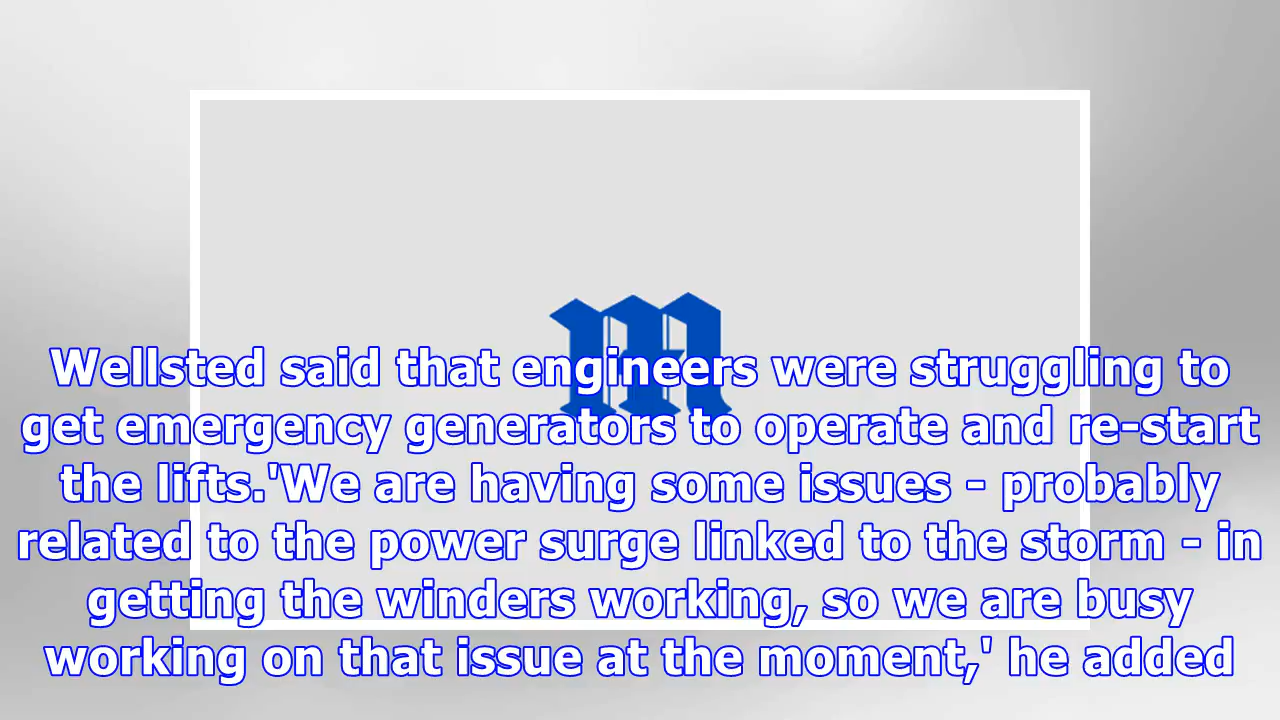 Wellsted said that engineers were struggling to
get emergency generators to operate and re-start
the lifts.'We are having some issues - probably
related to the power surge linked to the storm - in
getting the winders working, so we are busy
working on that issue at the moment,' he added